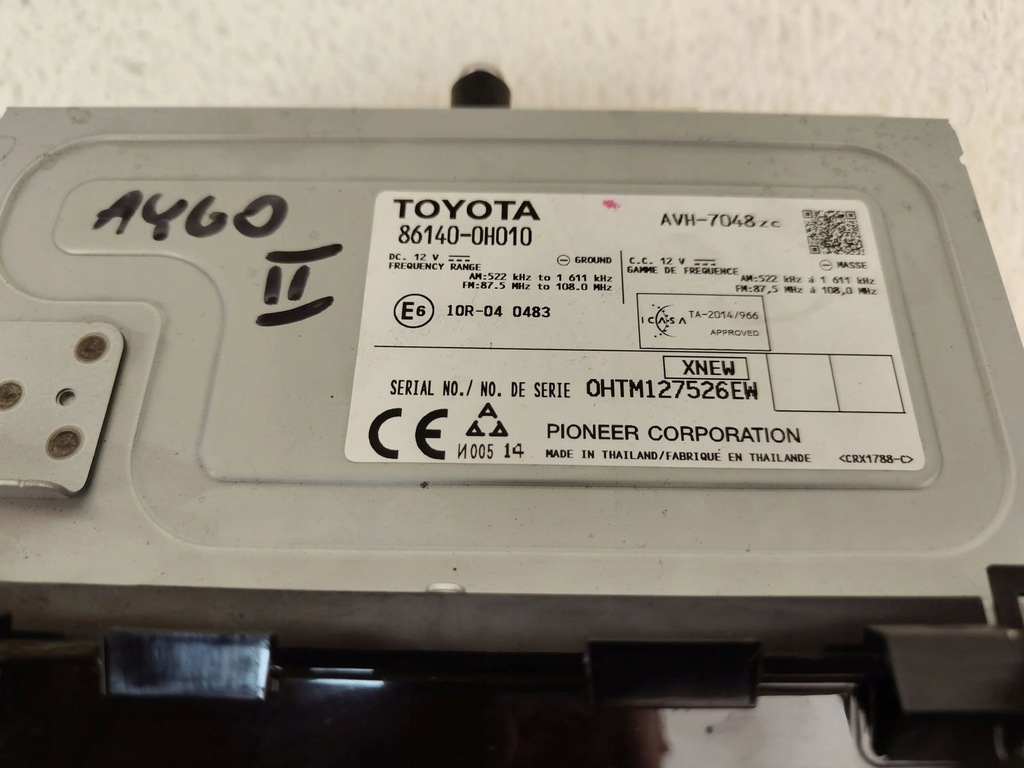 AYGO
II
TOYOTA
86140-0H010
AVH-7048zc
DC. 12 V
GROUND
FREQUENCY RANGE
AM:522 kHz to 1 611 kHz
FM:87.5 MHz to 108.0 MHz
C.C. 12 V
MASSE
GAMME DE FREQUENCE
AM:522 kHz à 1 611 kHz
FM:87,5 MHz à 108,0 MHz
E6 10R-04 0483
ICASA TA-2014/966
APPROVED
XNEW
SERIAL NO./ NO. DE SERIE 0HTM127526EW
CE
N005 14
PIONEER CORPORATION
MADE IN THAILAND/FABRIQUÉ EN THAILANDE
<CRX1788-C>